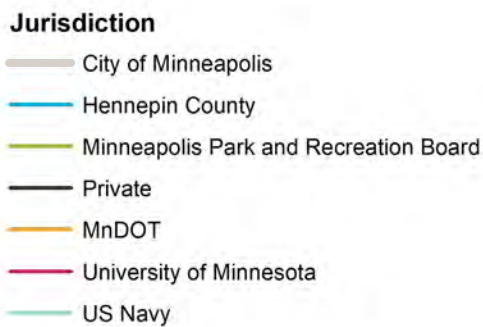 Jurisdiction
City of Minneapolis
Hennepin County
Minneapolis Park and Recreation Board
Private
MnDOT
University of Minnesota
US Navy